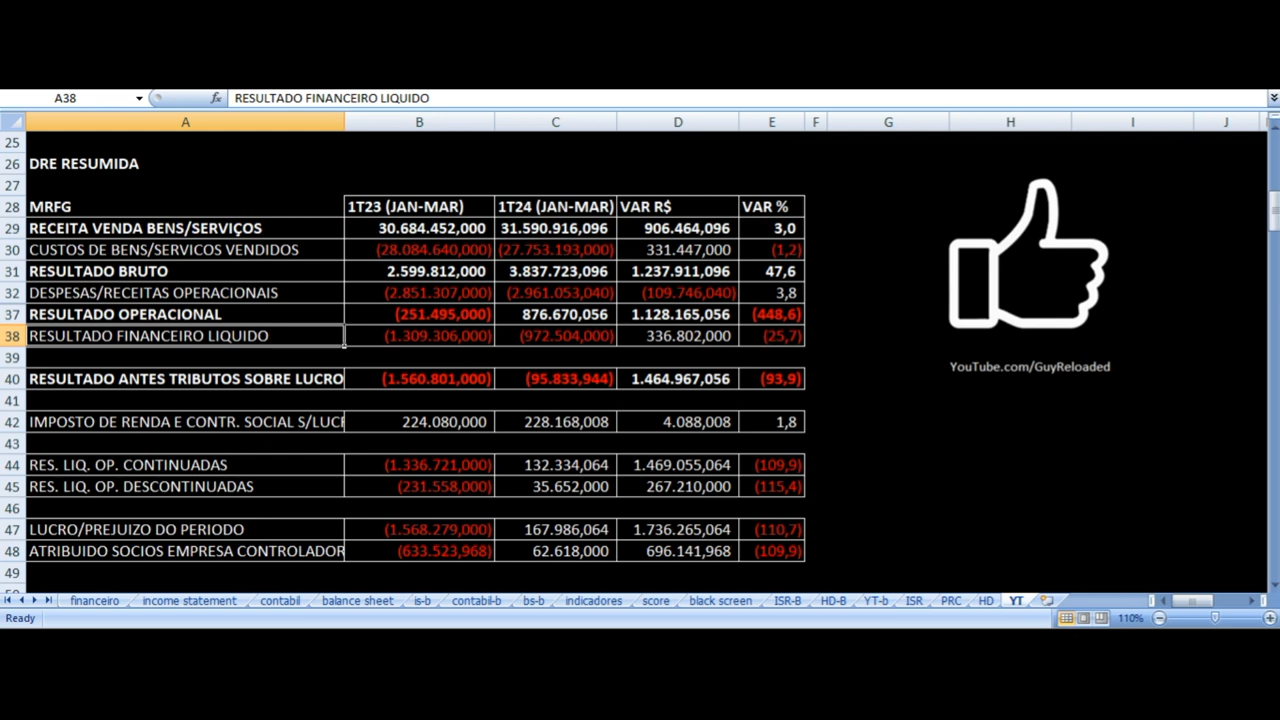 A38 fx RESULTADO FINANCEIRO LIQUIDO
A B C D E F G H I J
25
26 DRE RESUMIDA
27
28 MRFG 1T23 (JAN-MAR) 1T24 (JAN-MAR) VAR R$ VAR %
29 RECEITA VENDA BENS/SERVIÇOS 30.684.452,000 31.590.916,096 906.464,096 3,0
30 CUSTOS DE BENS/SERVICOS VENDIDOS (28.084.640,000) (27.753.193,000) 331.447,000 (1,2)
31 RESULTADO BRUTO 2.599.812,000 3.837.723,096 1.237.911,096 47,6
32 DESPESAS/RECEITAS OPERACIONAIS (2.851.307,000) (2.961.053,040) (109.746,040) 3,8
37 RESULTADO OPERACIONAL (251.495,000) 876.670,056 1.128.165,056 (448,6)
38 RESULTADO FINANCEIRO LIQUIDO (1.309.306,000) (972.504,000) 336.802,000 (25,7)
39
40 RESULTADO ANTES TRIBUTOS SOBRE LUCRO (1.560.801,000) (95.833,944) 1.464.967,056 (93,9)
41
42 IMPOSTO DE RENDA E CONTR. SOCIAL S/LUCR 224.080,000 228.168,008 4.088,008 1,8
43
44 RES. LIQ. OP. CONTINUADAS (1.336.721,000) 132.334,064 1.469.055,064 (109,9)
45 RES. LIQ. OP. DESCONTINUADAS (231.558,000) 35.652,000 267.210,000 (115,4)
46
47 LUCRO/PREJUIZO DO PERIODO (1.568.279,000) 167.986,064 1.736.265,064 (110,7)
48 ATRIBUIDO SOCIOS EMPRESA CONTROLADOR (633.523,968) 62.618,000 696.141,968 (109,9)
49
YouTube.com/GuyReloaded
financeiro income statement contabil balance sheet is-b contabil-b bs-b indicadores score black screen ISR-B HD-B YT-b ISR PRC HD YT
Ready 110%